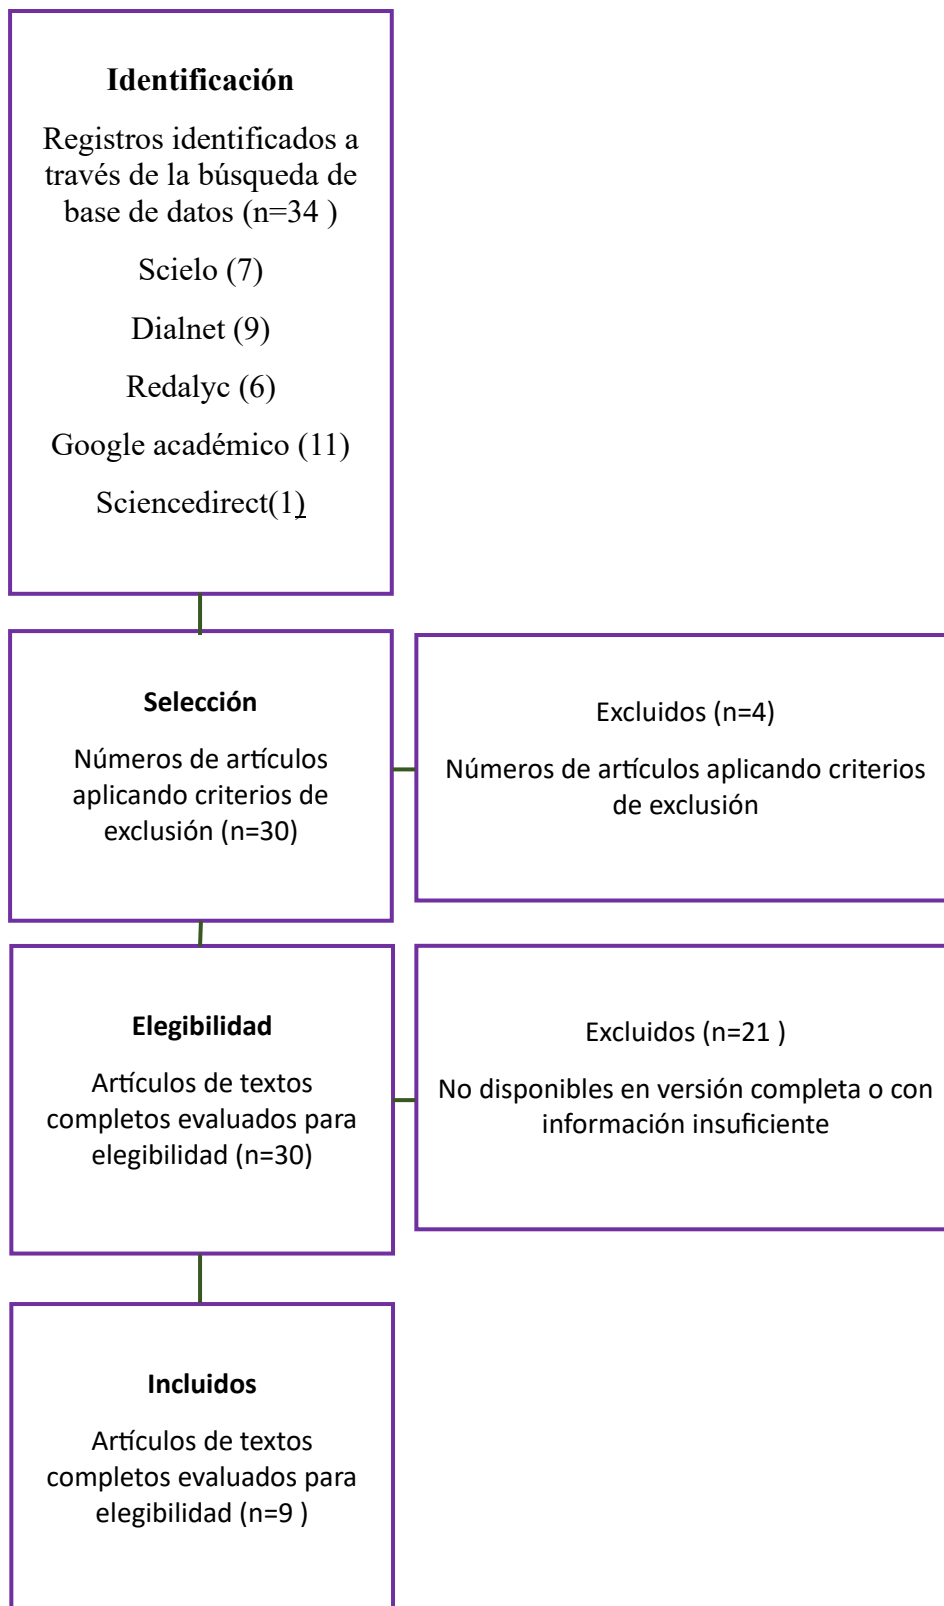 Identificación
Registros identificados a
través de la búsqueda de
base de datos (n=34 )
Scielo (7)
Dialnet (9)
Redalyc (6)
Google académico (11)
Sciencedirect(1)
Selección
Números de artículos
aplicando criterios de
exclusión (n=30)
Excluidos (n=4)
Números de artículos aplicando criterios
de exclusión
Elegibilidad
Artículos de textos
completos evaluados para
elegibilidad (n=30)
Excluidos (n=21 )
No disponibles en versión completa o con
información insuficiente
Incluidos
Artículos de textos
completos evaluados para
elegibilidad (n=9 )